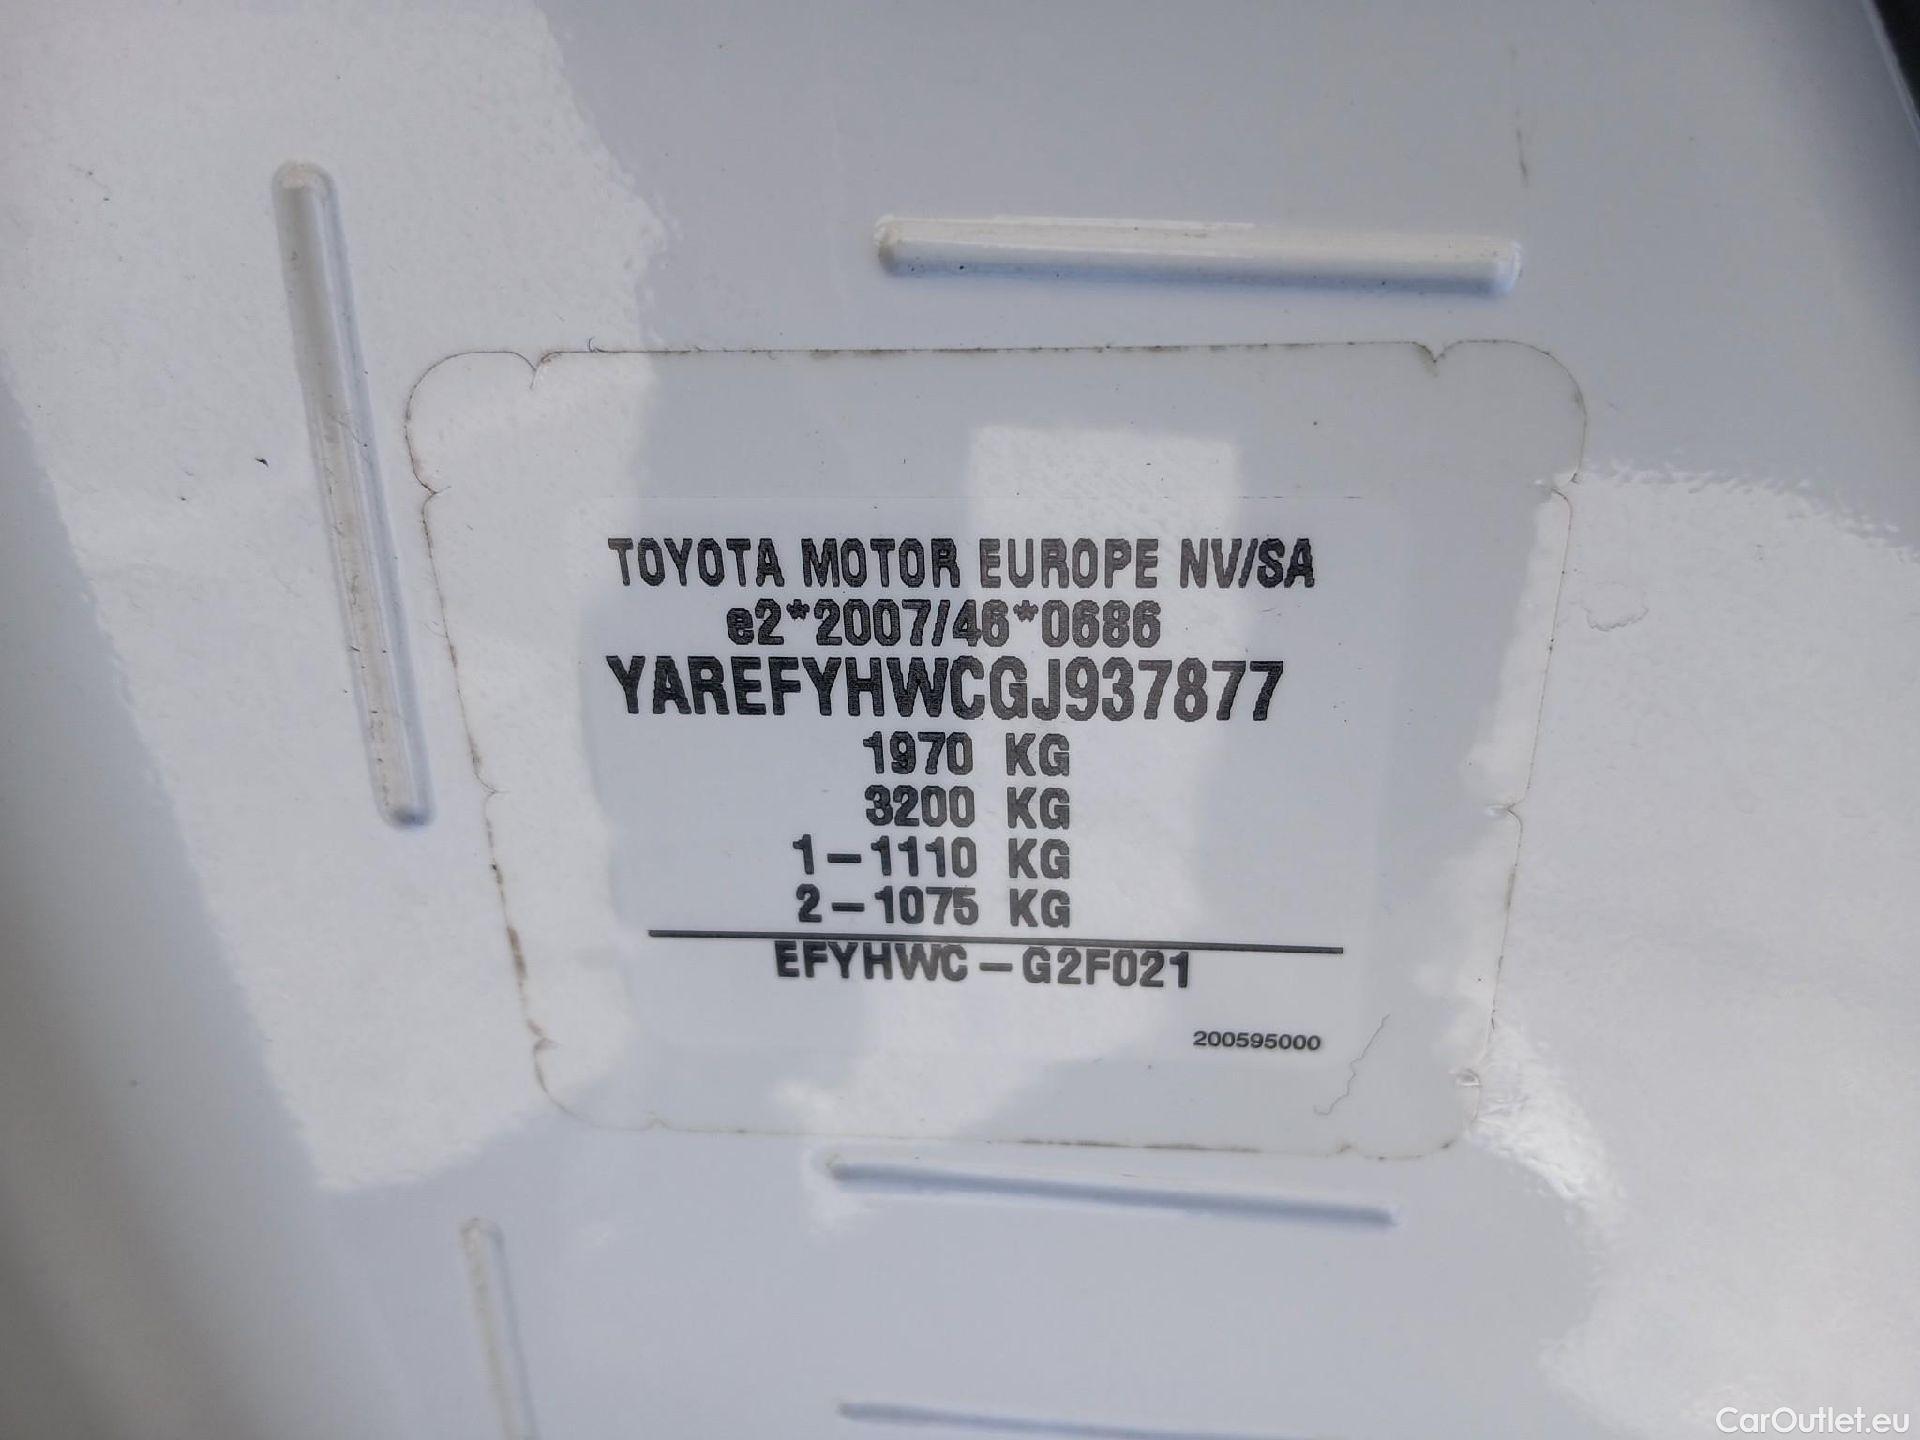 TOYOTA MOTOR EUROPE NV/SA
e2*2007/46*0686
YAREFYHWCGJ937877
1970 KG
3200 KG
1-1110 KG
2-1075 KG
EFYHWC-G2F021
200595000
CarOutlet.eu